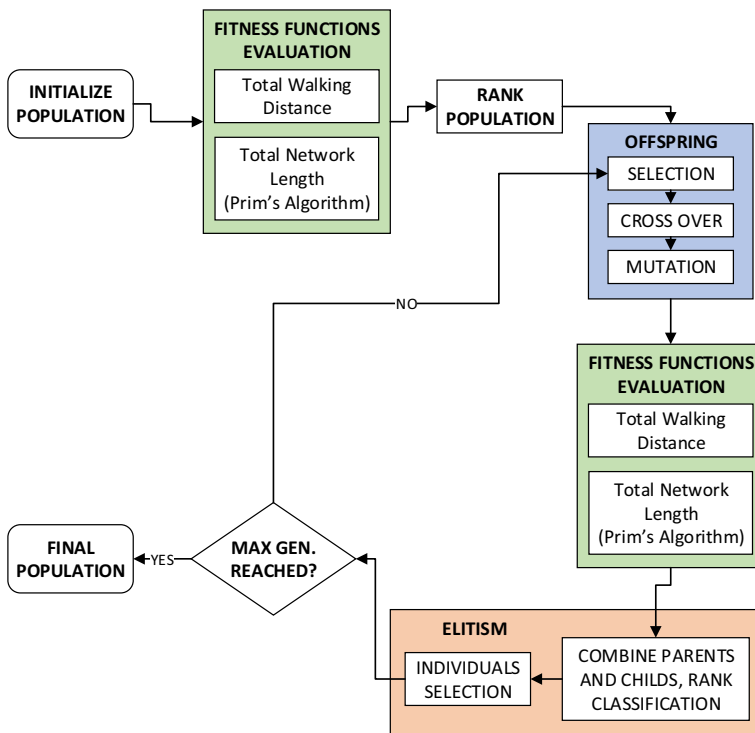 INITIALIZE
POPULATION
FITNESS FUNCTIONS
EVALUATION
Total Walking
Distance
Total Network
Length
(Prim's Algorithm)
RANK
POPULATION
OFFSPRING
SELECTION
CROSS OVER
MUTATION
NO
FITNESS FUNCTIONS
EVALUATION
Total Walking
Distance
Total Network
Length
(Prim's Algorithm)
FINAL
POPULATION
YES
MAX GEN.
REACHED?
ELITISM
INDIVIDUALS
SELECTION
COMBINE PARENTS
AND CHILDS, RANK
CLASSIFICATION